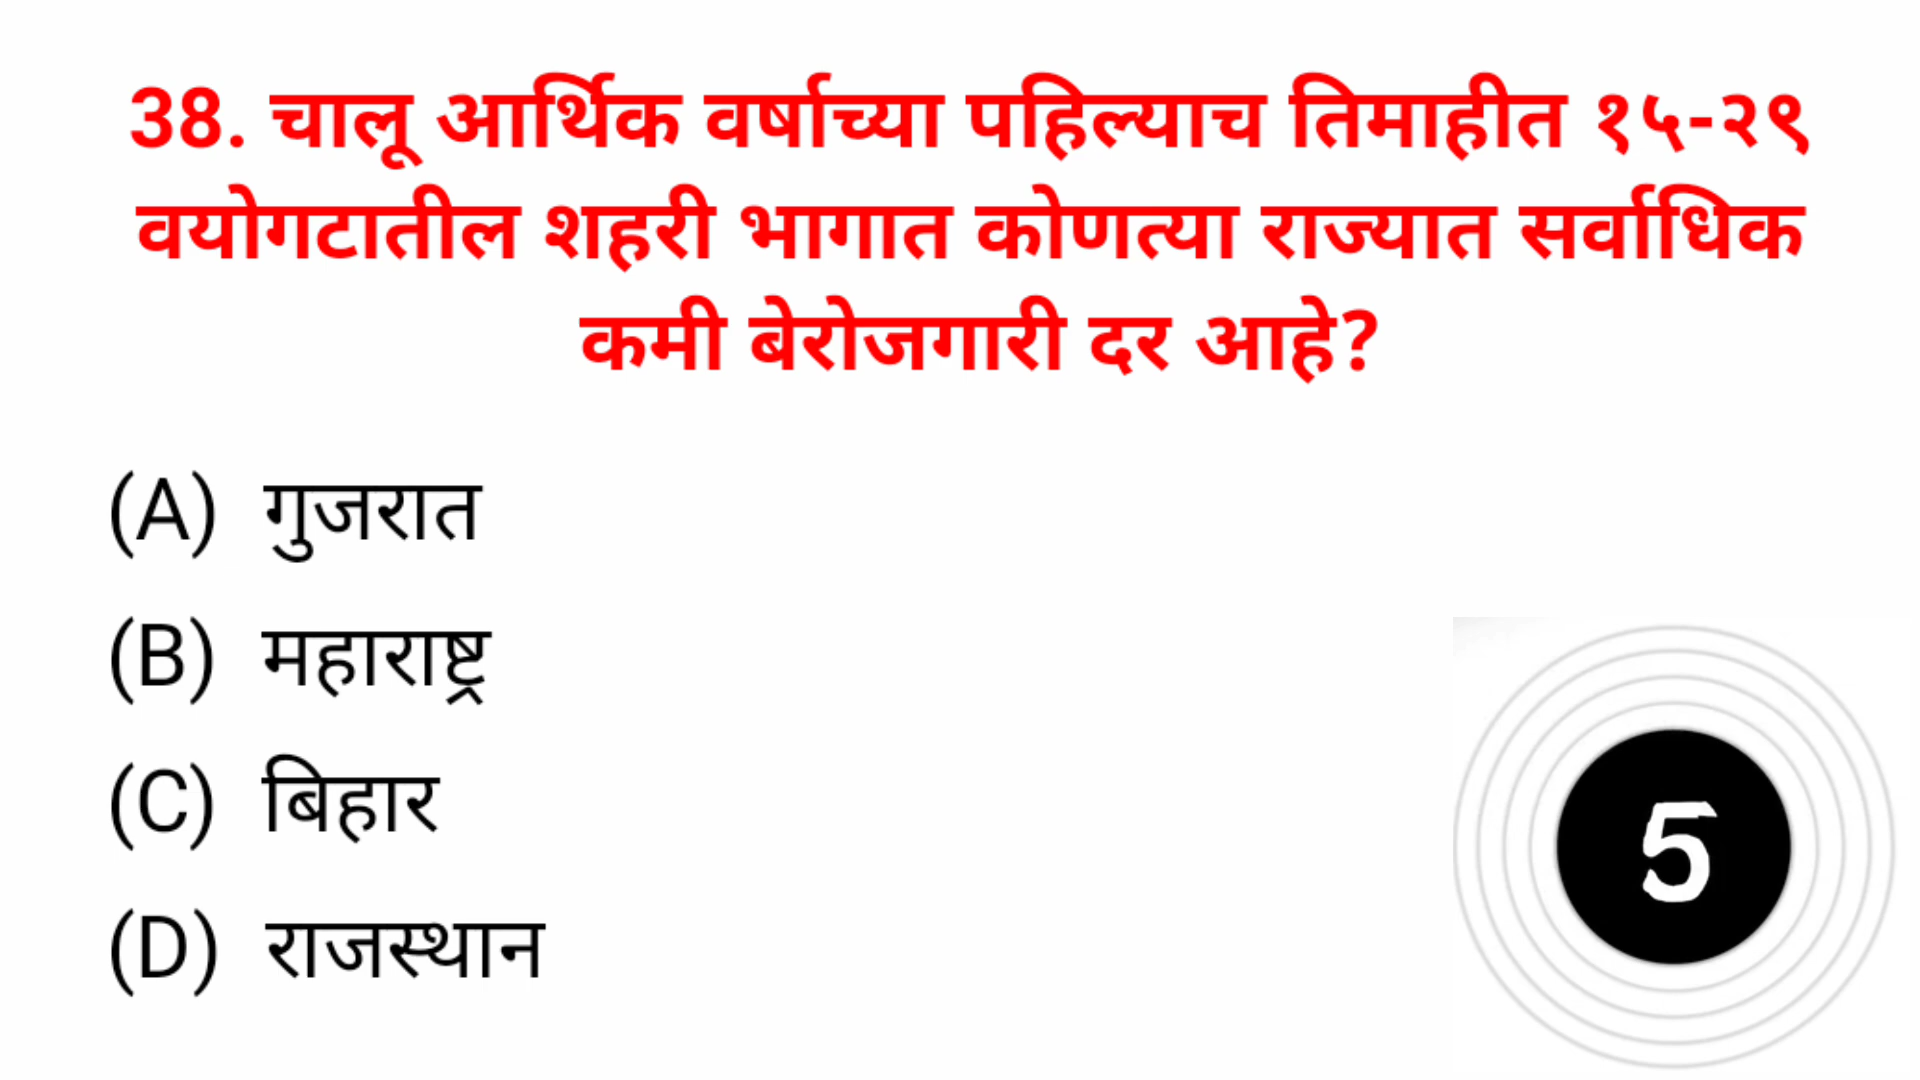 38. चालू आर्थिक वर्षाच्या पहिल्याच तिमाहीत १५-२९
वयोगटातील शहरी भागात कोणत्या राज्यात सर्वाधिक
कमी बेरोजगारी दर आहे?
(A) गुजरात
(B) महाराष्ट्र
(C) बिहार
(D) राजस्थान
5